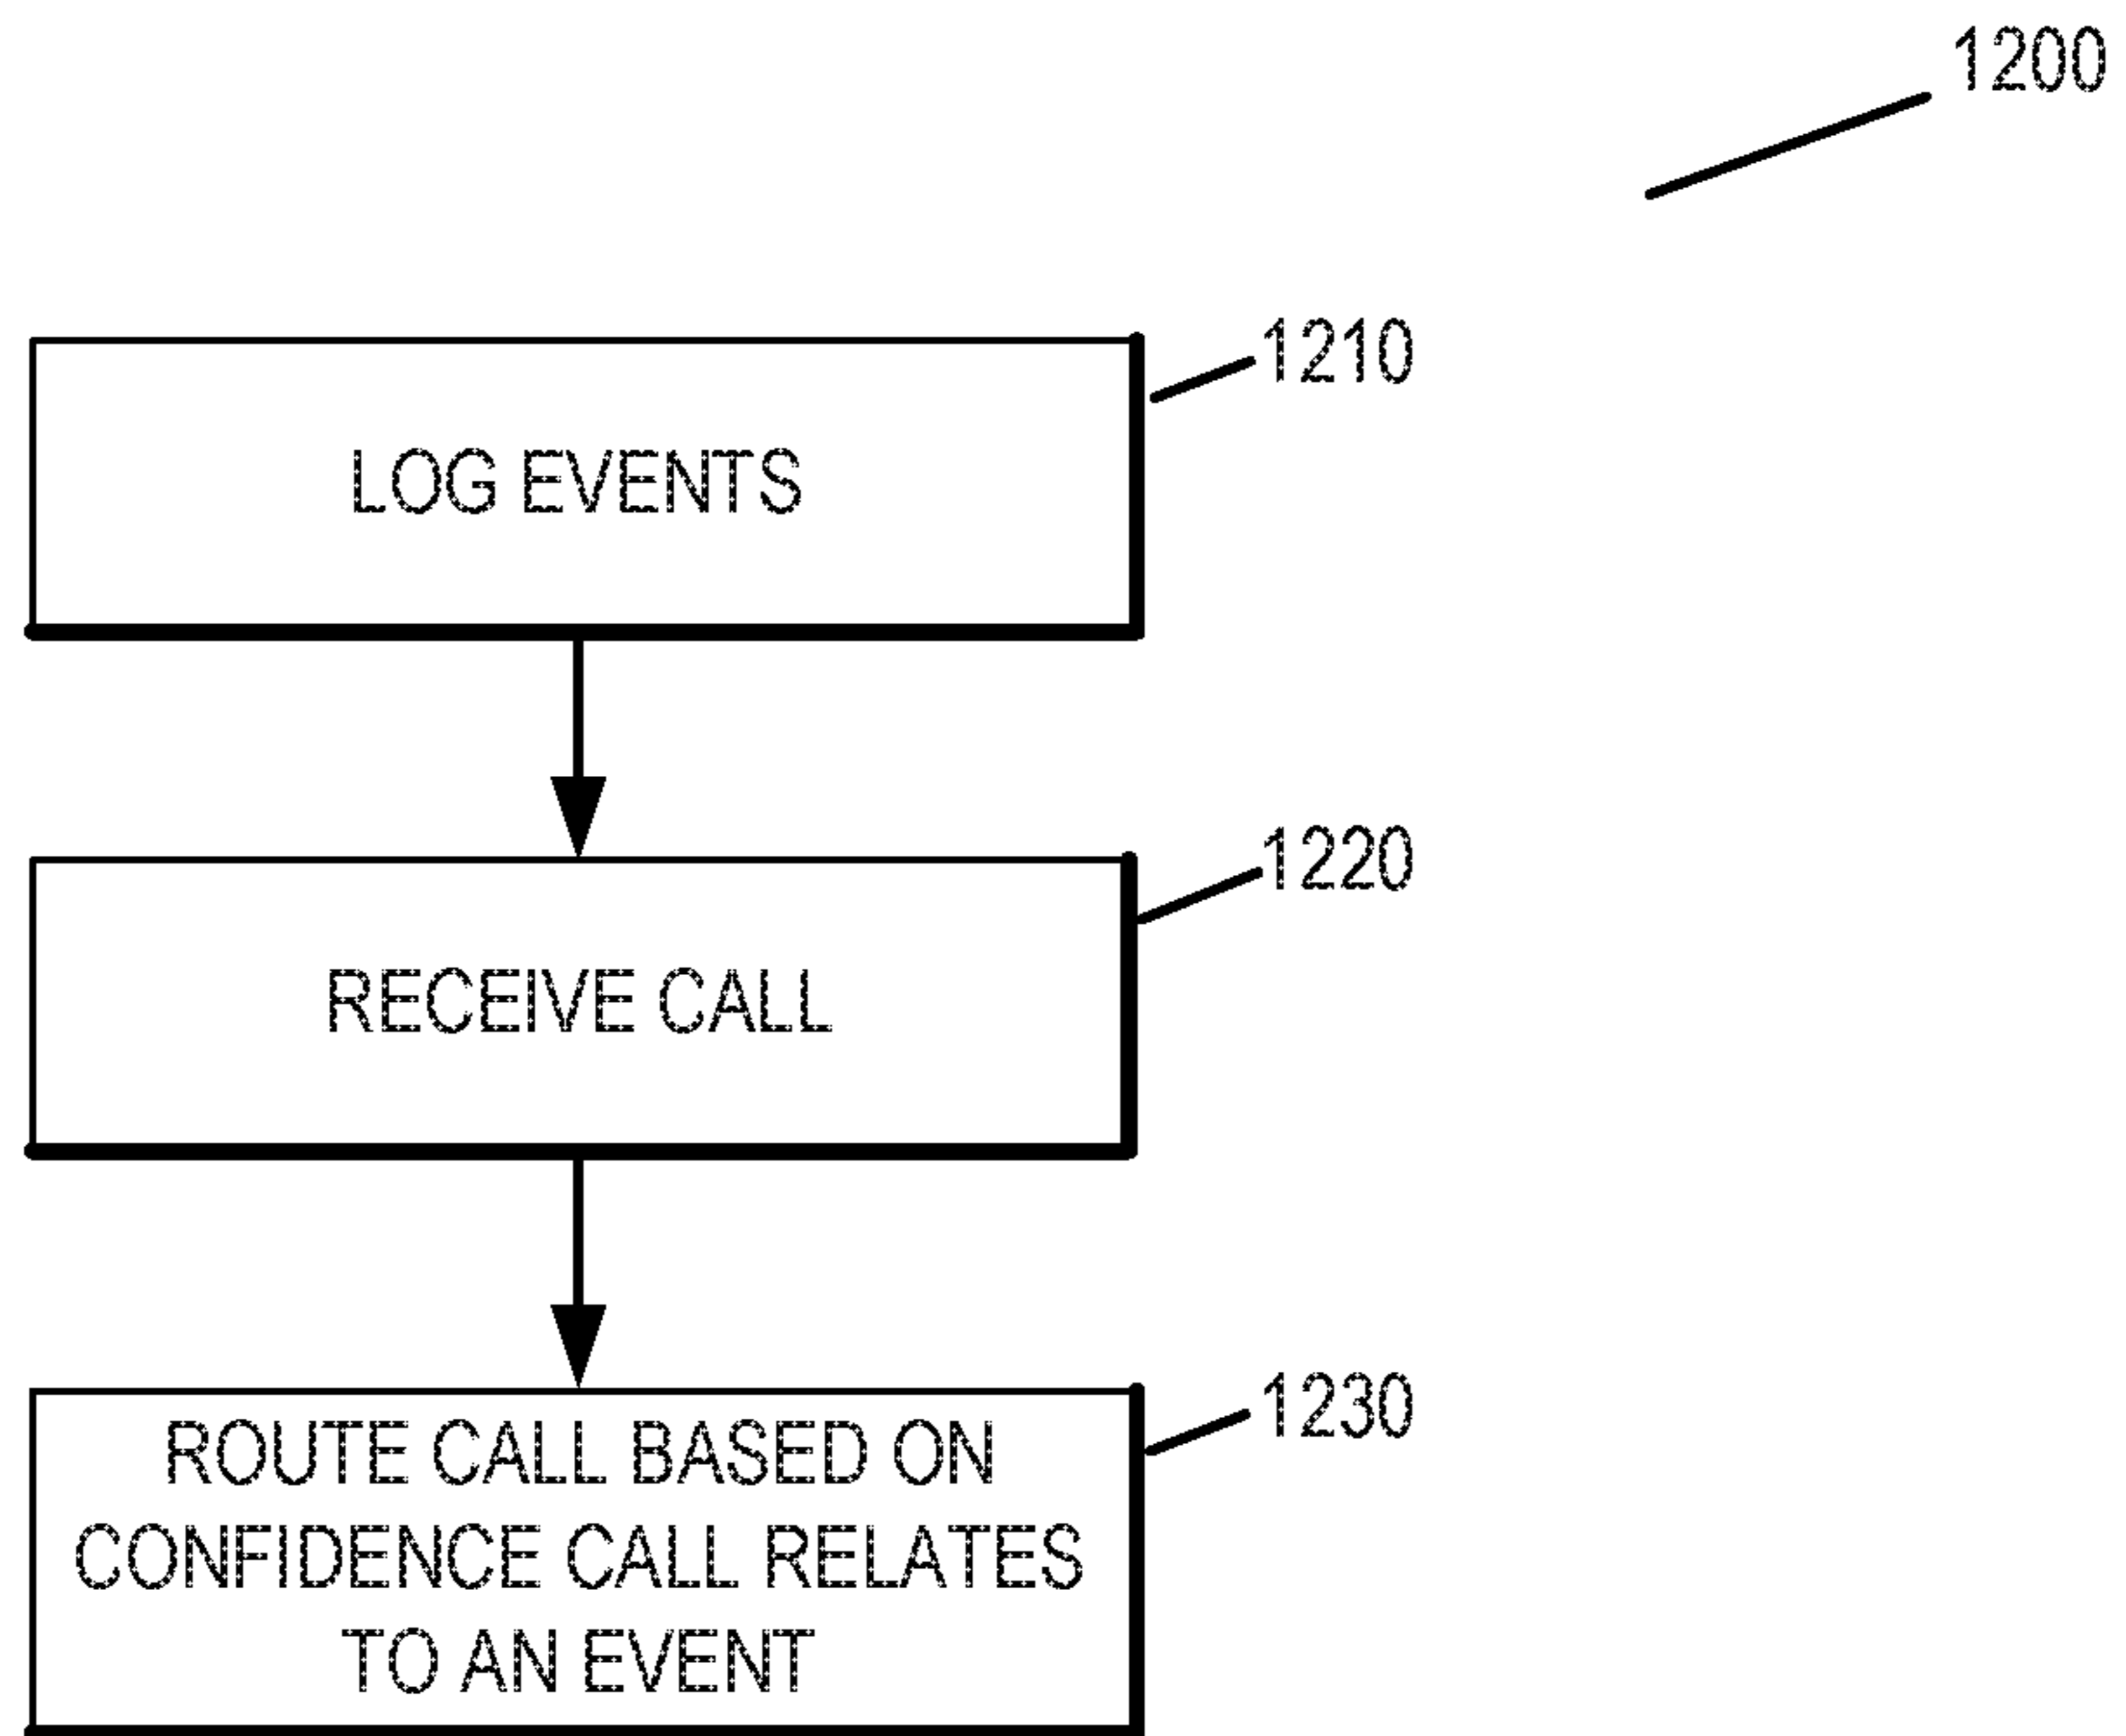 1200
1210
LOG EVENTS
1220
RECEIVE CALL
1230
ROUTE CALL BASED ON
CONFIDENCE CALL RELATES
TO AN EVENT